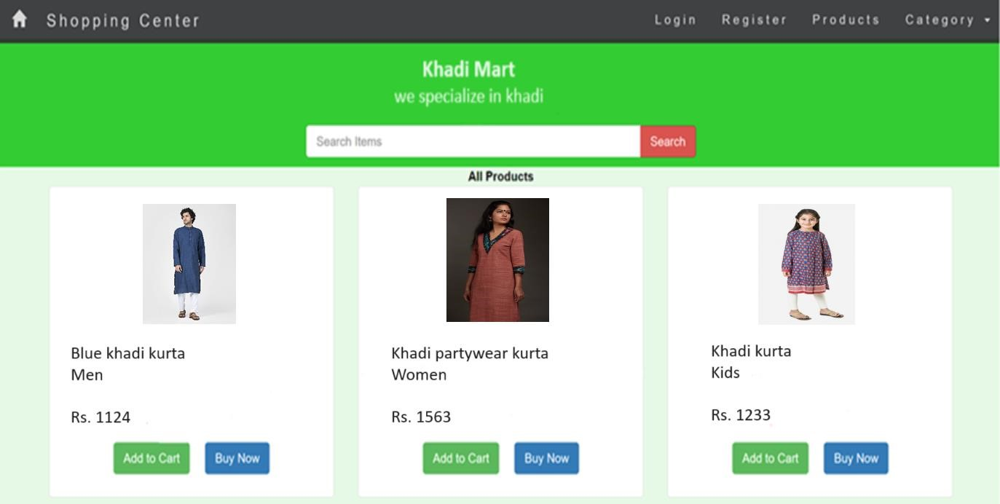 Shopping Center Login Register Products Category
Khadi Mart
we specialize in khadi
Search Items Search
All Products
Blue khadi kurta
Men
Rs. 1124
Add to Cart Buy Now
Khadi partywear kurta
Women
Rs. 1563
Add to Cart Buy Now
Khadi kurta
Kids
Rs. 1233
Add to Cart Buy Now